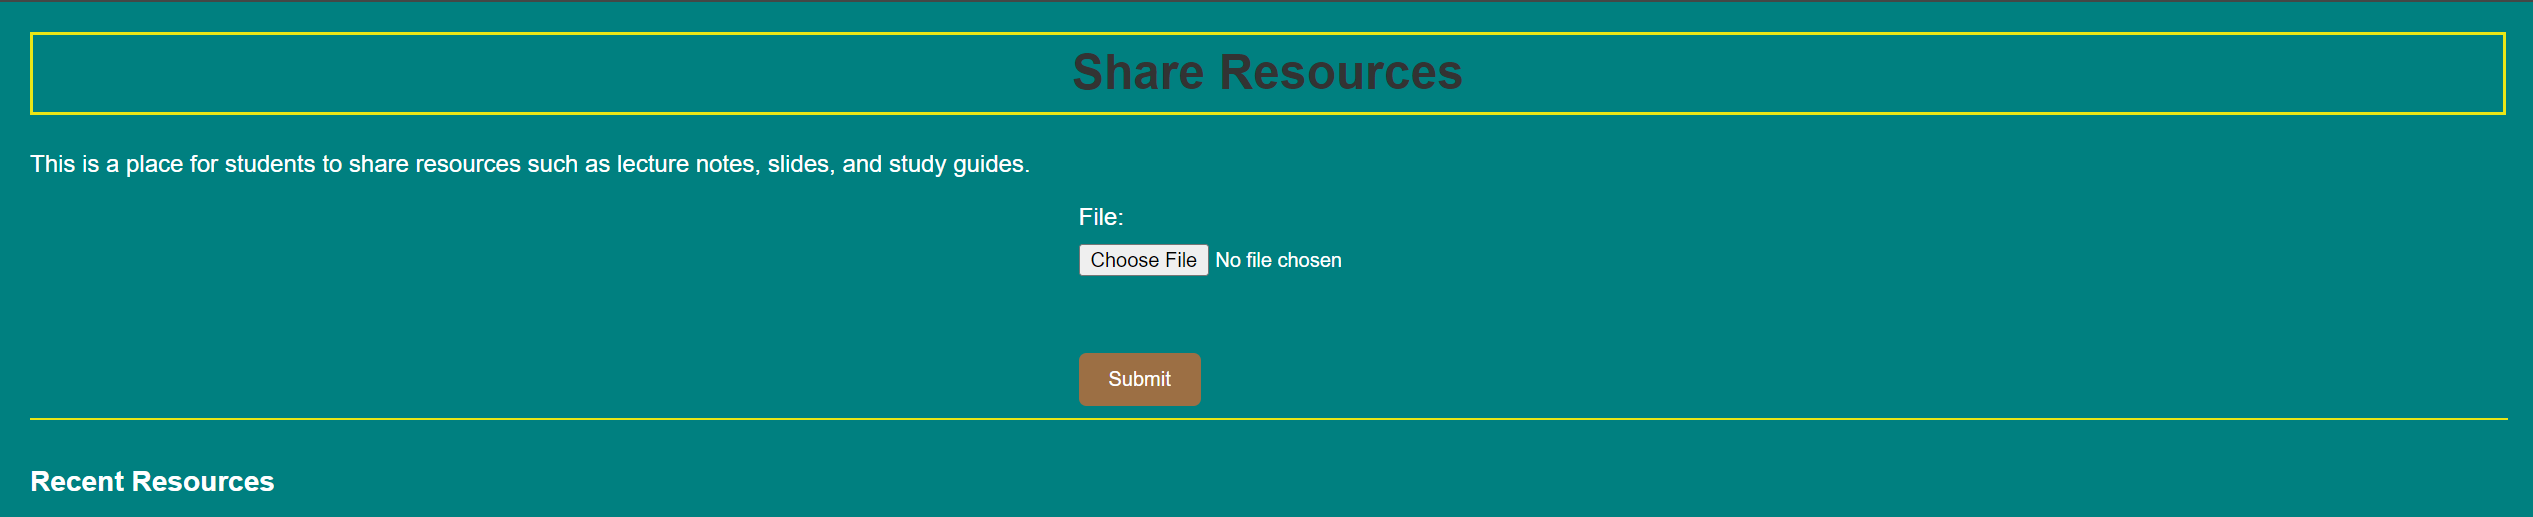 Share Resources
This is a place for students to share resources such as lecture notes, slides, and study guides.
File:
Choose File No file chosen
Submit
Recent Resources